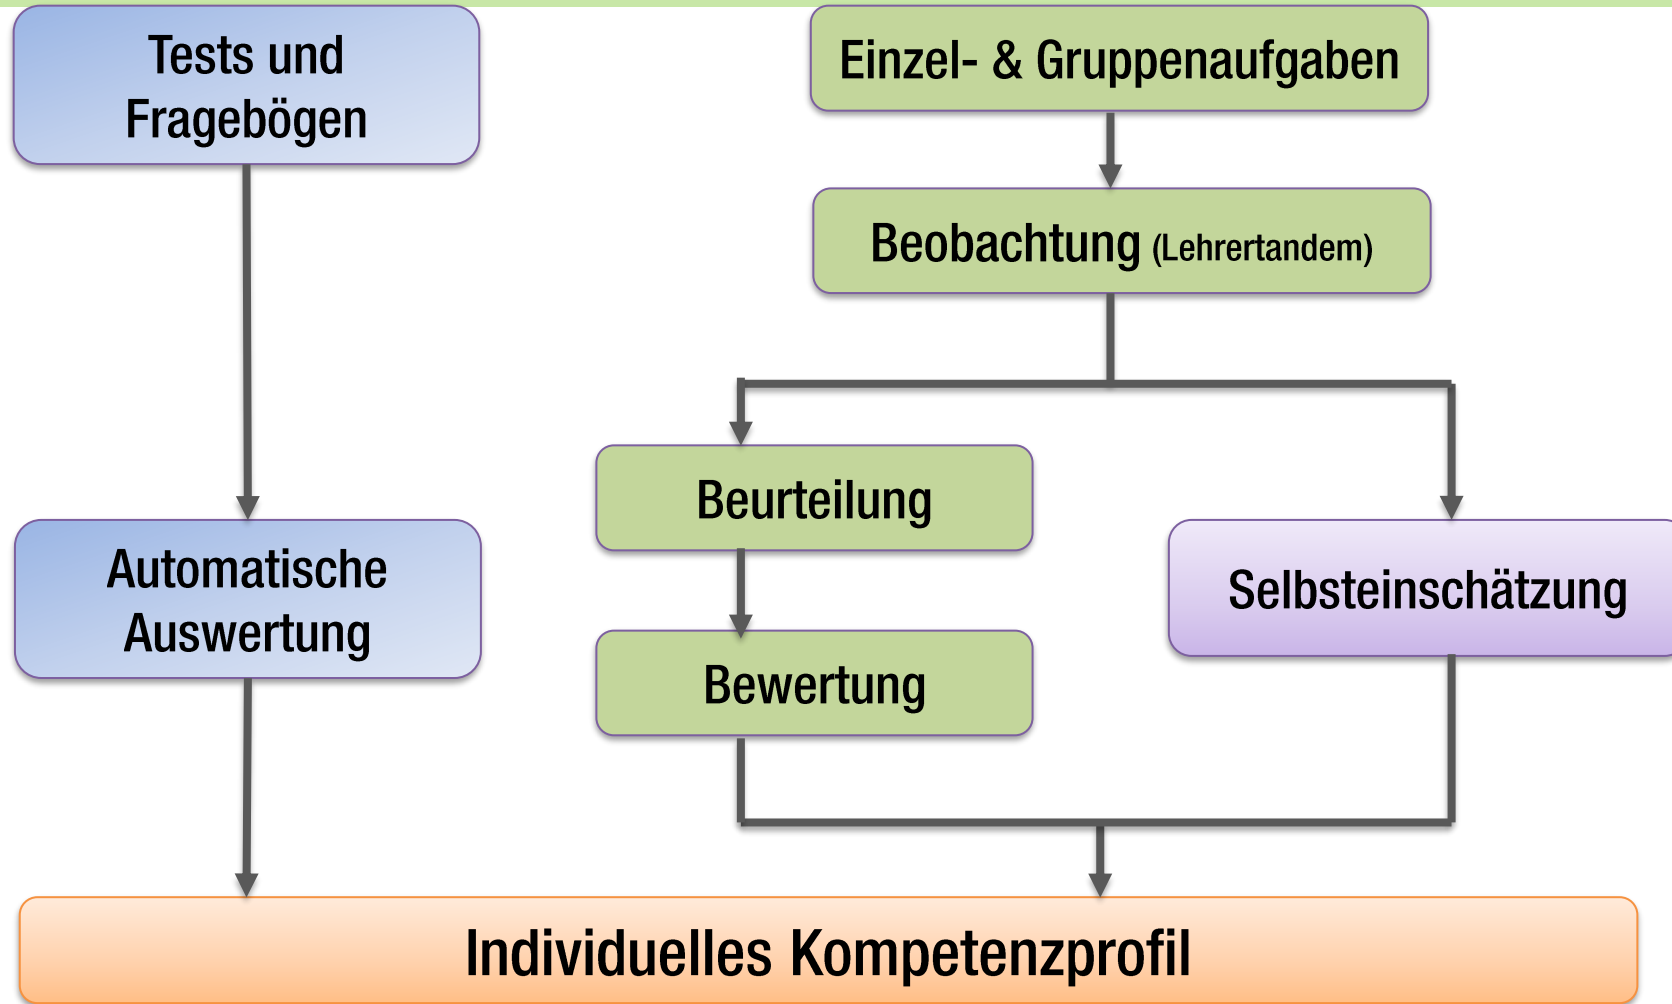 Tests und
Fragebögen
Einzel- & Gruppenaufgaben
Beobachtung (Lehrertandem)
Beurteilung
Automatische
Auswertung
Selbsteinschätzung
Bewertung
Individuelles Kompetenzprofil